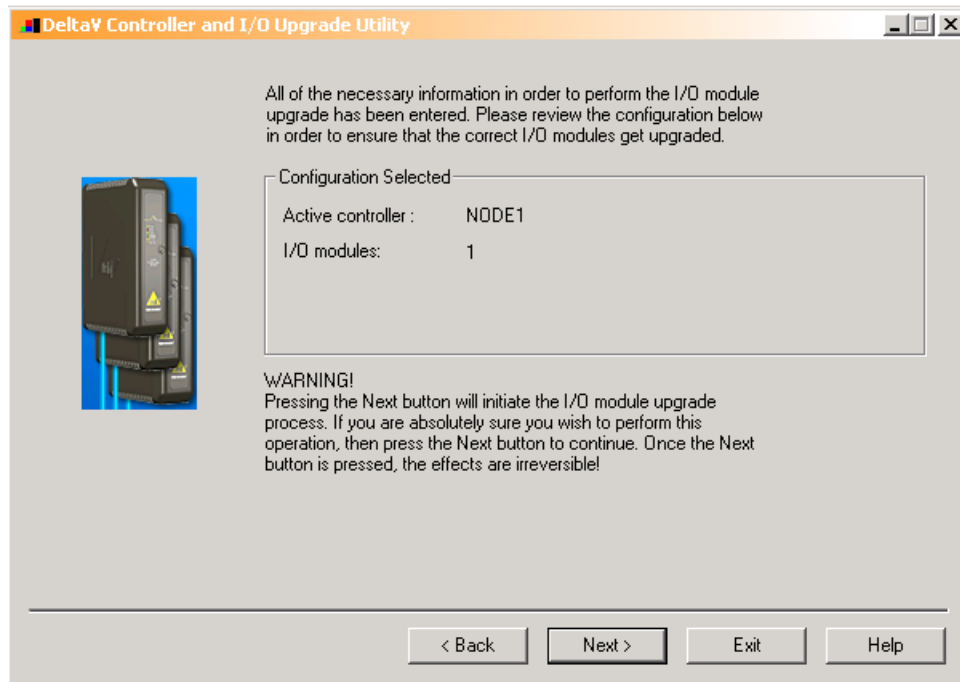 DeltaV Controller and I/O Upgrade Utility
All of the necessary information in order to perform the I/O module
upgrade has been entered. Please review the configuration below
in order to ensure that the correct I/O modules get upgraded.
Configuration Selected
Active controller : NODE1
I/O modules: 1
WARNING!
Pressing the Next button will initiate the I/O module upgrade
process. If you are absolutely sure you wish to perform this
operation, then press the Next button to continue. Once the Next
button is pressed, the effects are irreversible!
< Back Next > Exit Help